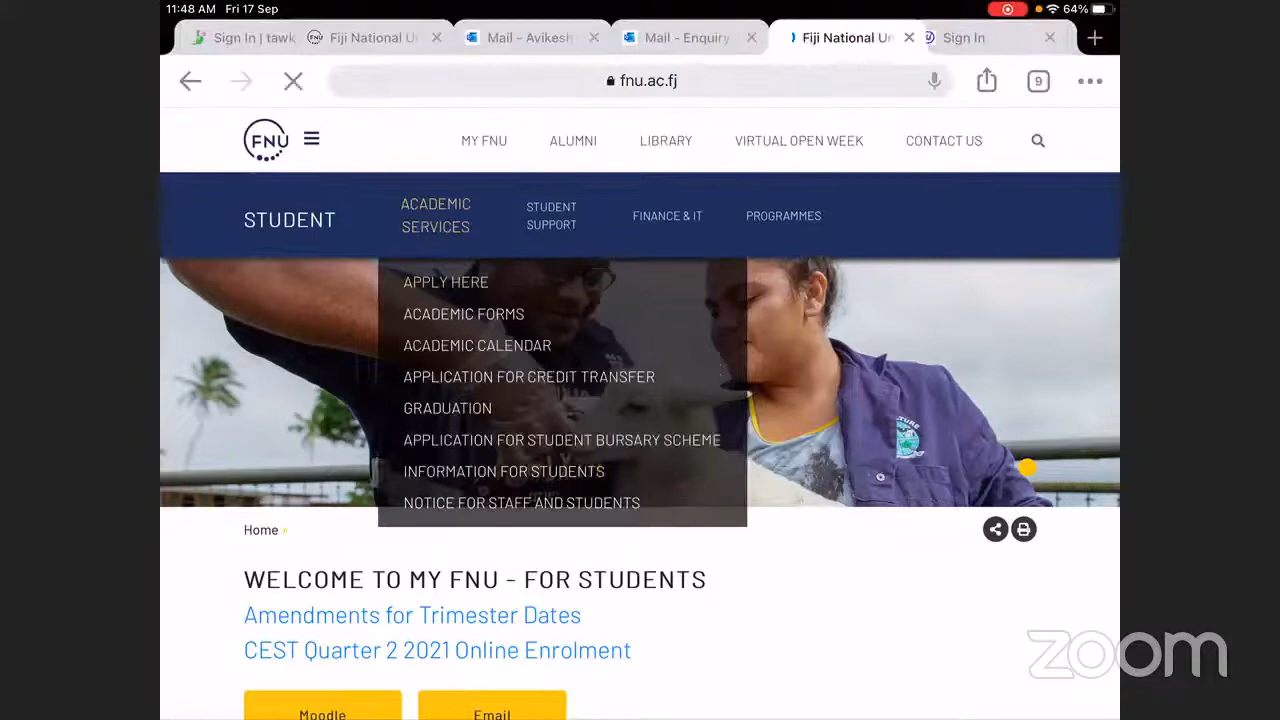 11:48 AM Fri 17 Sep 64%
Sign In | tawk Fiji National Un Mail - Avikesh Mail - Enquiry Fiji National Un Sign In
fnu.ac.fj 9
FNU MY FNU ALUMNI LIBRARY VIRTUAL OPEN WEEK CONTACT US
STUDENT
ACADEMIC
SERVICES
STUDENT
SUPPORT
FINANCE & IT
PROGRAMMES
APPLY HERE
ACADEMIC FORMS
ACADEMIC CALENDAR
APPLICATION FOR CREDIT TRANSFER
GRADUATION
APPLICATION FOR STUDENT BURSARY SCHEME
INFORMATION FOR STUDENTS
NOTICE FOR STAFF AND STUDENTS
Home »
WELCOME TO MY FNU - FOR STUDENTS
Amendments for Trimester Dates
CEST Quarter 2 2021 Online Enrolment
Moodle Email
zoom